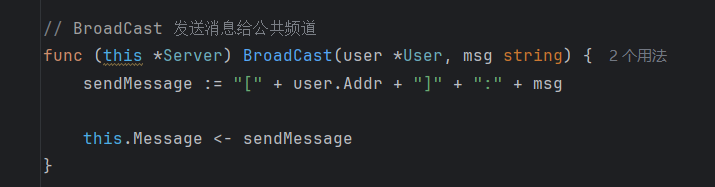 // BroadCast 发送消息给公共频道
func (this *Server) BroadCast(user *User, msg string) { 2 个用法
    sendMessage := "[" + user.Addr + "]" + ":" + msg
    this.Message <- sendMessage
}